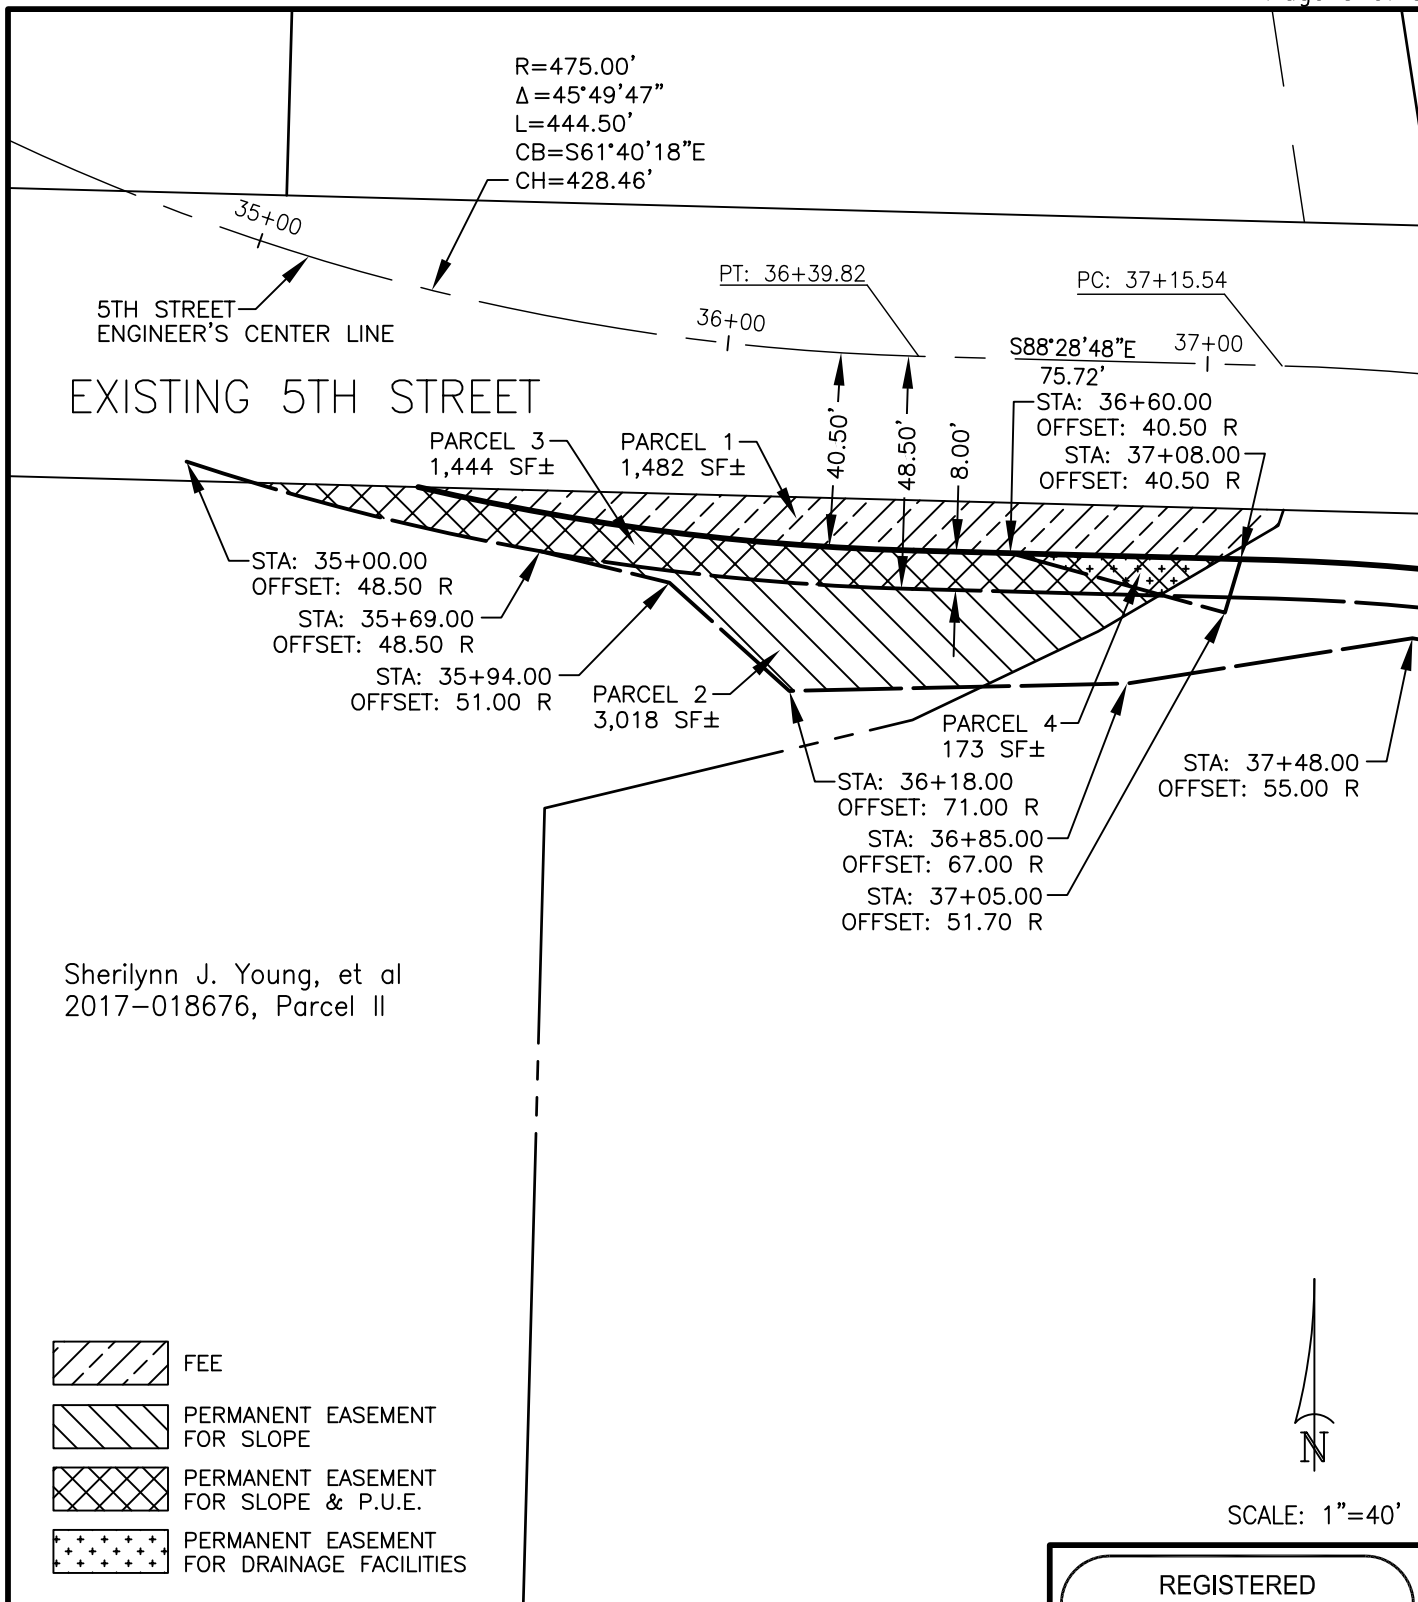 R=475.00'
Δ=45°49'47"
L=444.50'
CB=S61°40'18"E
CH=428.46'
35+00
5TH STREET
ENGINEER'S CENTER LINE
PT: 36+39.82
PC: 37+15.54
36+00
S88°28'48"E
75.72'
37+00
EXISTING 5TH STREET
STA: 36+60.00
OFFSET: 40.50 R
STA: 37+08.00
OFFSET: 40.50 R
PARCEL 3
1,444 SF±
PARCEL 1
1,482 SF±
40.50'
48.50'
8.00'
STA: 35+00.00
OFFSET: 48.50 R
STA: 35+69.00
OFFSET: 48.50 R
STA: 35+94.00
OFFSET: 51.00 R
PARCEL 2
3,018 SF±
PARCEL 4
173 SF±
STA: 36+18.00
OFFSET: 71.00 R
STA: 36+85.00
OFFSET: 67.00 R
STA: 37+05.00
OFFSET: 51.70 R
STA: 37+48.00
OFFSET: 55.00 R
Sherilynn J. Young, et al
2017-018676, Parcel II
FEE
PERMANENT EASEMENT
FOR SLOPE
PERMANENT EASEMENT
FOR SLOPE & P.U.E.
PERMANENT EASEMENT
FOR DRAINAGE FACILITIES
N
SCALE: 1"=40'
REGISTERED